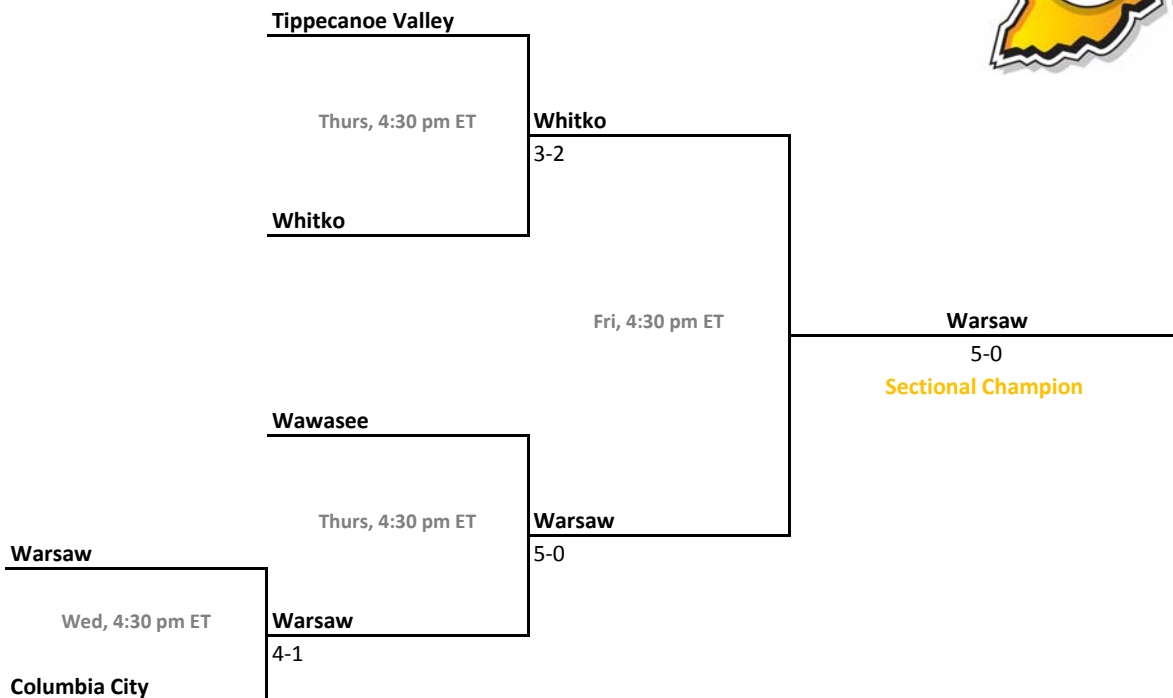 Tippecanoe Valley
Thurs, 4:30 pm ET
Whitko
3-2
Whitko
Fri, 4:30 pm ET
Warsaw
5-0
Sectional Champion
Wawasee
Thurs, 4:30 pm ET
Warsaw
5-0
Warsaw
Wed, 4:30 pm ET
Warsaw
4-1
Columbia City